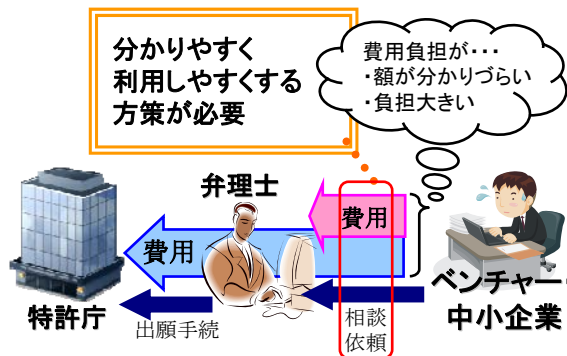 分かりやすく
利用しやすくする
方策が必要
費用負担が・・・
・額が分かりづらい
・負担大きい
弁理士
費用
費用
特許庁
出願手続
相談
依頼
ベンチャー・
中小企業